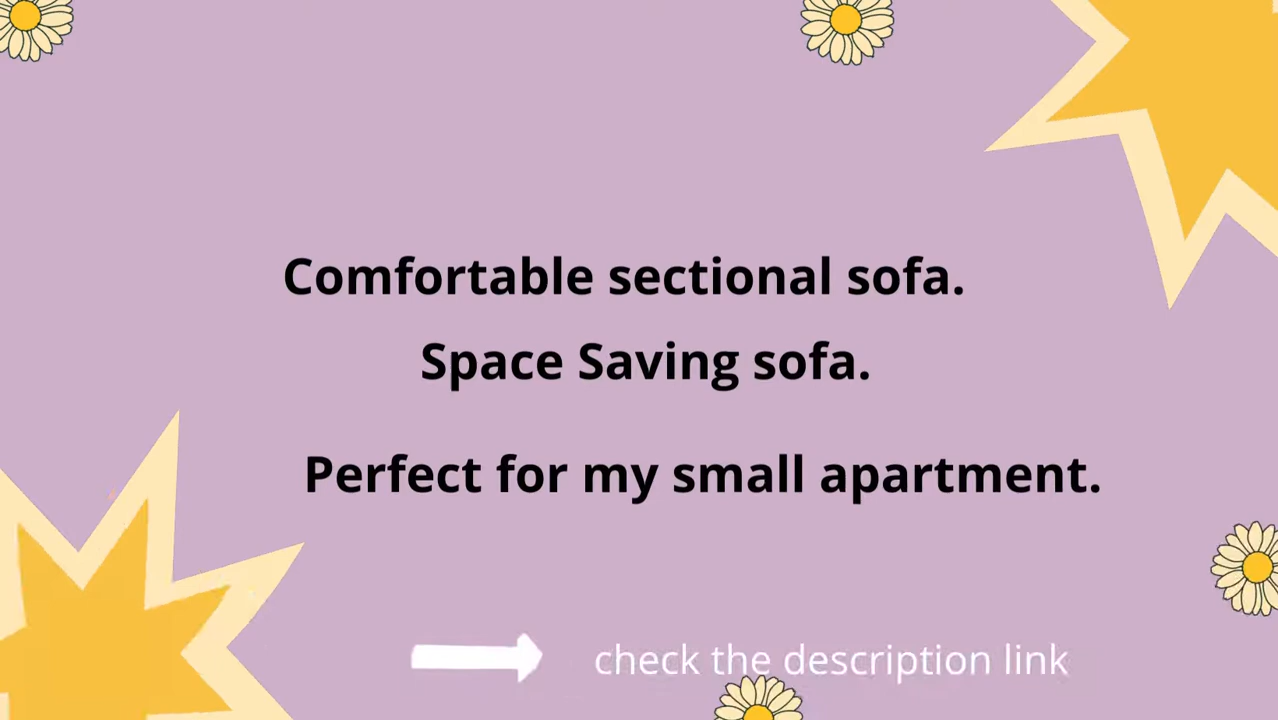 Comfortable sectional sofa.
Space Saving sofa.
Perfect for my small apartment.
check the description link